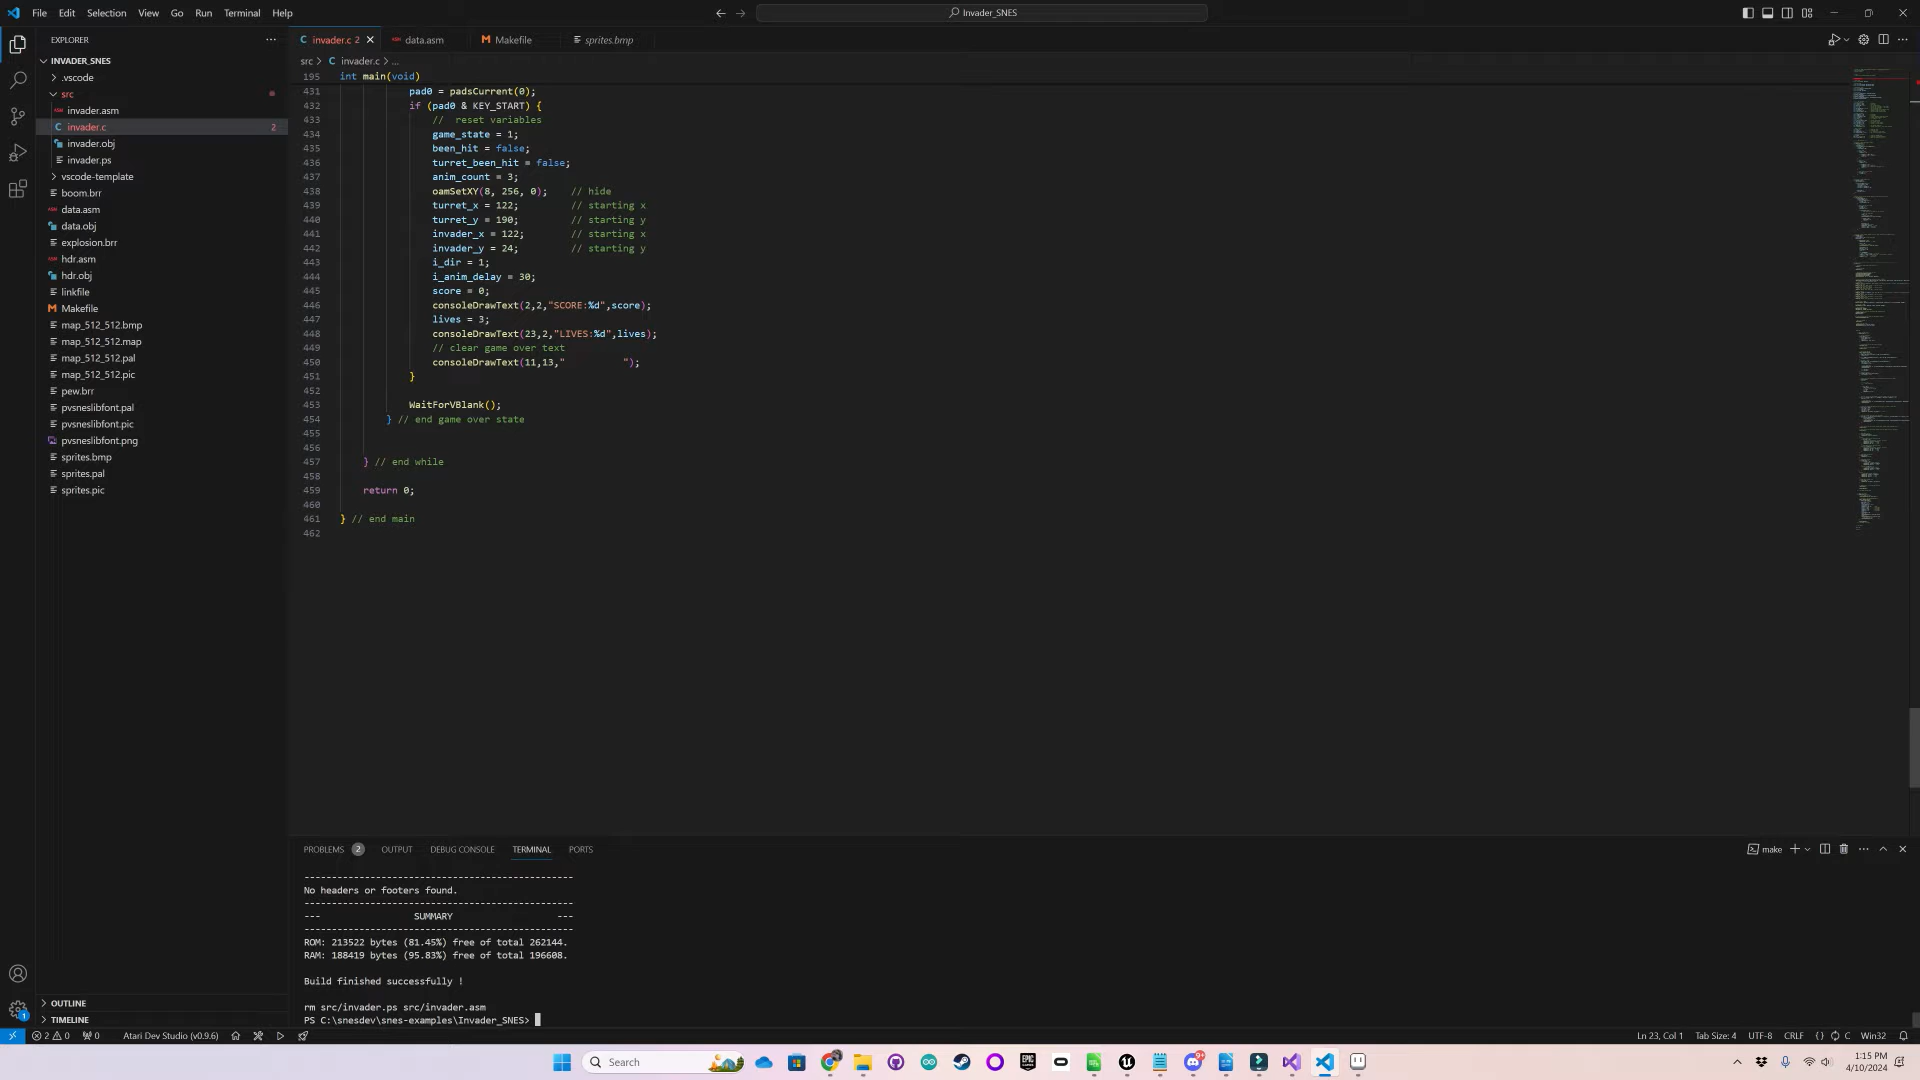 File Edit Selection View Go Run Terminal Help
Invader_SNES
EXPLORER
INVADER_SNES
.vscode
src
invader.asm
invader.c 2
invader.obj
invader.ps
vscode-template
boom.brr
data.asm
data.obj
explosion.brr
hdr.asm
hdr.obj
linkfile
Makefile
map_512_512.bmp
map_512_512.map
map_512_512.pal
map_512_512.pic
pew.brr
pvsneslibfont.pal
pvsneslibfont.pic
pvsneslibfont.png
sprites.bmp
sprites.pal
sprites.pic
OUTLINE
TIMELINE
invader.c 2 data.asm Makefile sprites.bmp
src > C invader.c > ...
195 int main(void)
431 pad0 = padsCurrent(0);
432 if (pad0 & KEY_START) {
433 //  reset variables
434 game_state = 1;
435 been_hit = false;
436 turret_been_hit = false;
437 anim_count = 3;
438 oamSetXY(8, 256, 0);    // hide
439 turret_x = 122;         // starting x
440 turret_y = 190;         // starting y
441 invader_x = 122;        // starting x
442 invader_y = 24;         // starting y
443 i_dir = 1;
444 i_anim_delay = 30;
445 score = 0;
446 consoleDrawText(2,2,"SCORE:%d",score);
447 lives = 3;
448 consoleDrawText(23,2,"LIVES:%d",lives);
449 // clear game over text
450 consoleDrawText(11,13,"          ");
451 }
452
453 WaitForVBlank();
454 } // end game over state
455
456
457 } // end while
458
459 return 0;
460
461 } // end main
462
PROBLEMS 2 OUTPUT DEBUG CONSOLE TERMINAL PORTS
make
------------------------------------------------
No headers or footers found.
------------------------------------------------
---                SUMMARY                ---
------------------------------------------------
ROM: 213522 bytes (81.45%) free of total 262144.
RAM: 188419 bytes (95.83%) free of total 196608.
Build finished successfully !
rm src/invader.ps src/invader.asm
PS C:\snesdev\snes-examples\Invader_SNES>
2 0 0 Atari Dev Studio (v0.9.6)
Ln 23, Col 1 Tab Size: 4 UTF-8 CRLF {} C Win32
Search
1:15 PM
4/10/2024